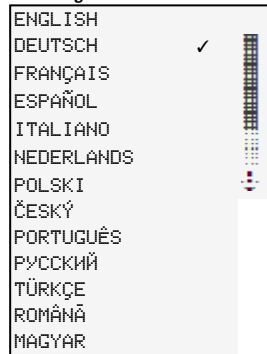 ENGLISH
DEUTSCH ✓
FRANÇAIS
ESPAÑOL
ITALIANO
NEDERLANDS
POLSKI
ČESKÝ
PORTUGUÊS
РУССКИЙ
TÜRKÇE
ROMÂNĂ
MAGYAR